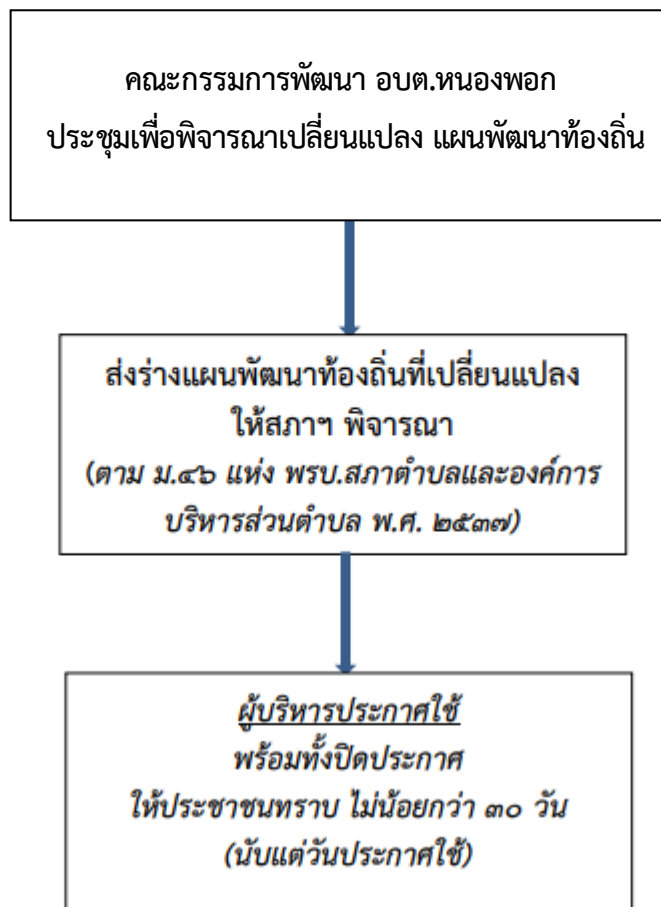 คณะกรรมการพัฒนา อบต.หนองพอก
ประชุมเพื่อพิจารณาเปลี่ยนแปลง แผนพัฒนาท้องถิ่น
ส่งร่างแผนพัฒนาท้องถิ่นที่เปลี่ยนแปลง
ให้สภาฯ พิจารณา
(ตาม ม.๔๖ แห่ง พรบ.สภาตำบลและองค์การ
บริหารส่วนตำบล พ.ศ. ๒๕๓๗)
ผู้บริหารประกาศใช้
พร้อมทั้งปิดประกาศ
ให้ประชาชนทราบ ไม่น้อยกว่า ๓๐ วัน
(นับแต่วันประกาศใช้)